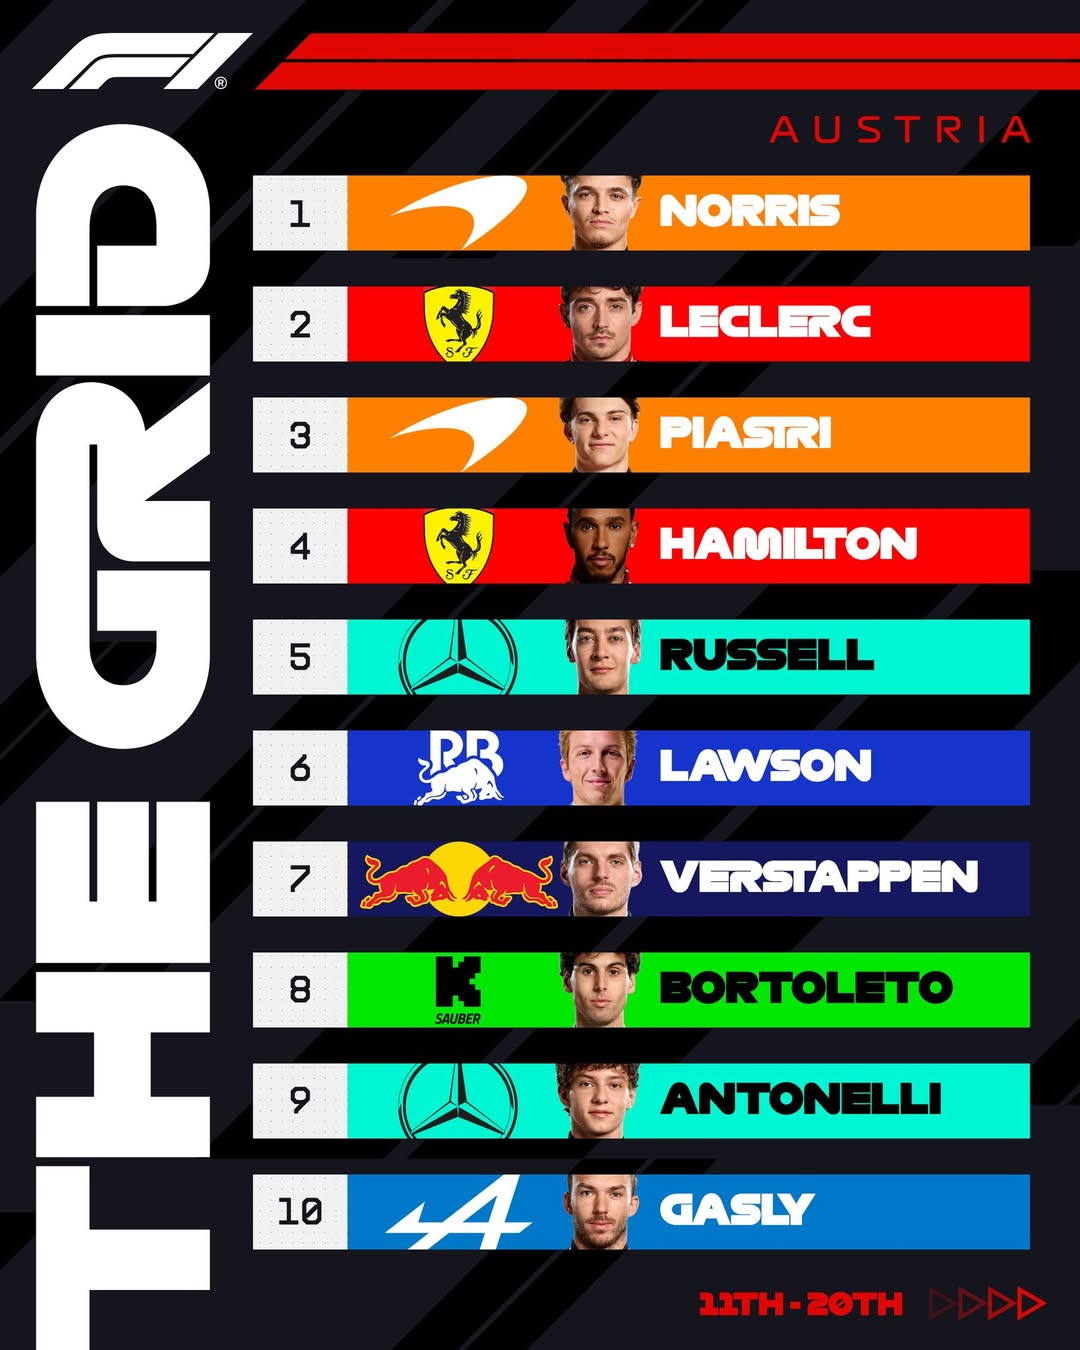 F1®
AUSTRIA
THE GRID
1 NORRIS
2 S F LECLERC
3 PIASTRI
4 S F HAMILTON
5 RUSSELL
6 RB LAWSON
7 VERSTAPPEN
8 K SAUBER BORTOLETO
9 ANTONELLI
10 A GASLY
11TH - 20TH